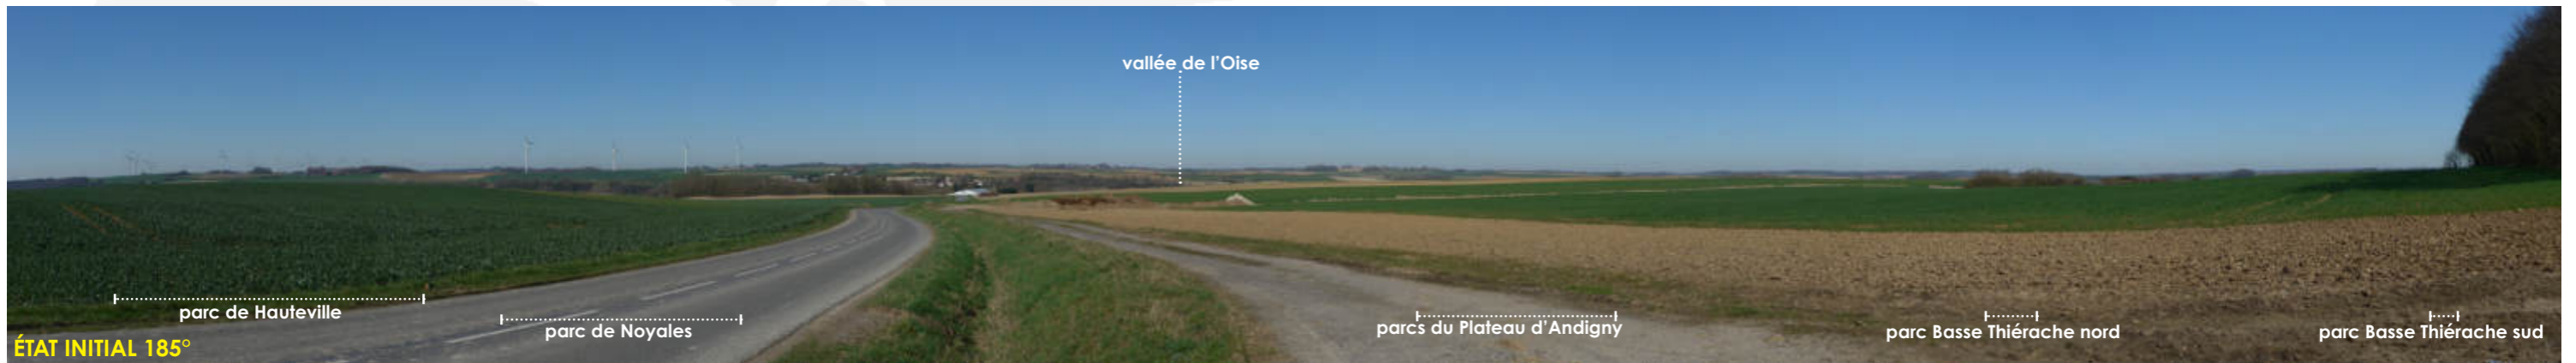 vallée de l'Oise
parc de Hauteville
parc de Noyales
parcs du Plateau d'Andigny
parc Basse Thiérache nord
parc Basse Thiérache sud
ÉTAT INITIAL 185°